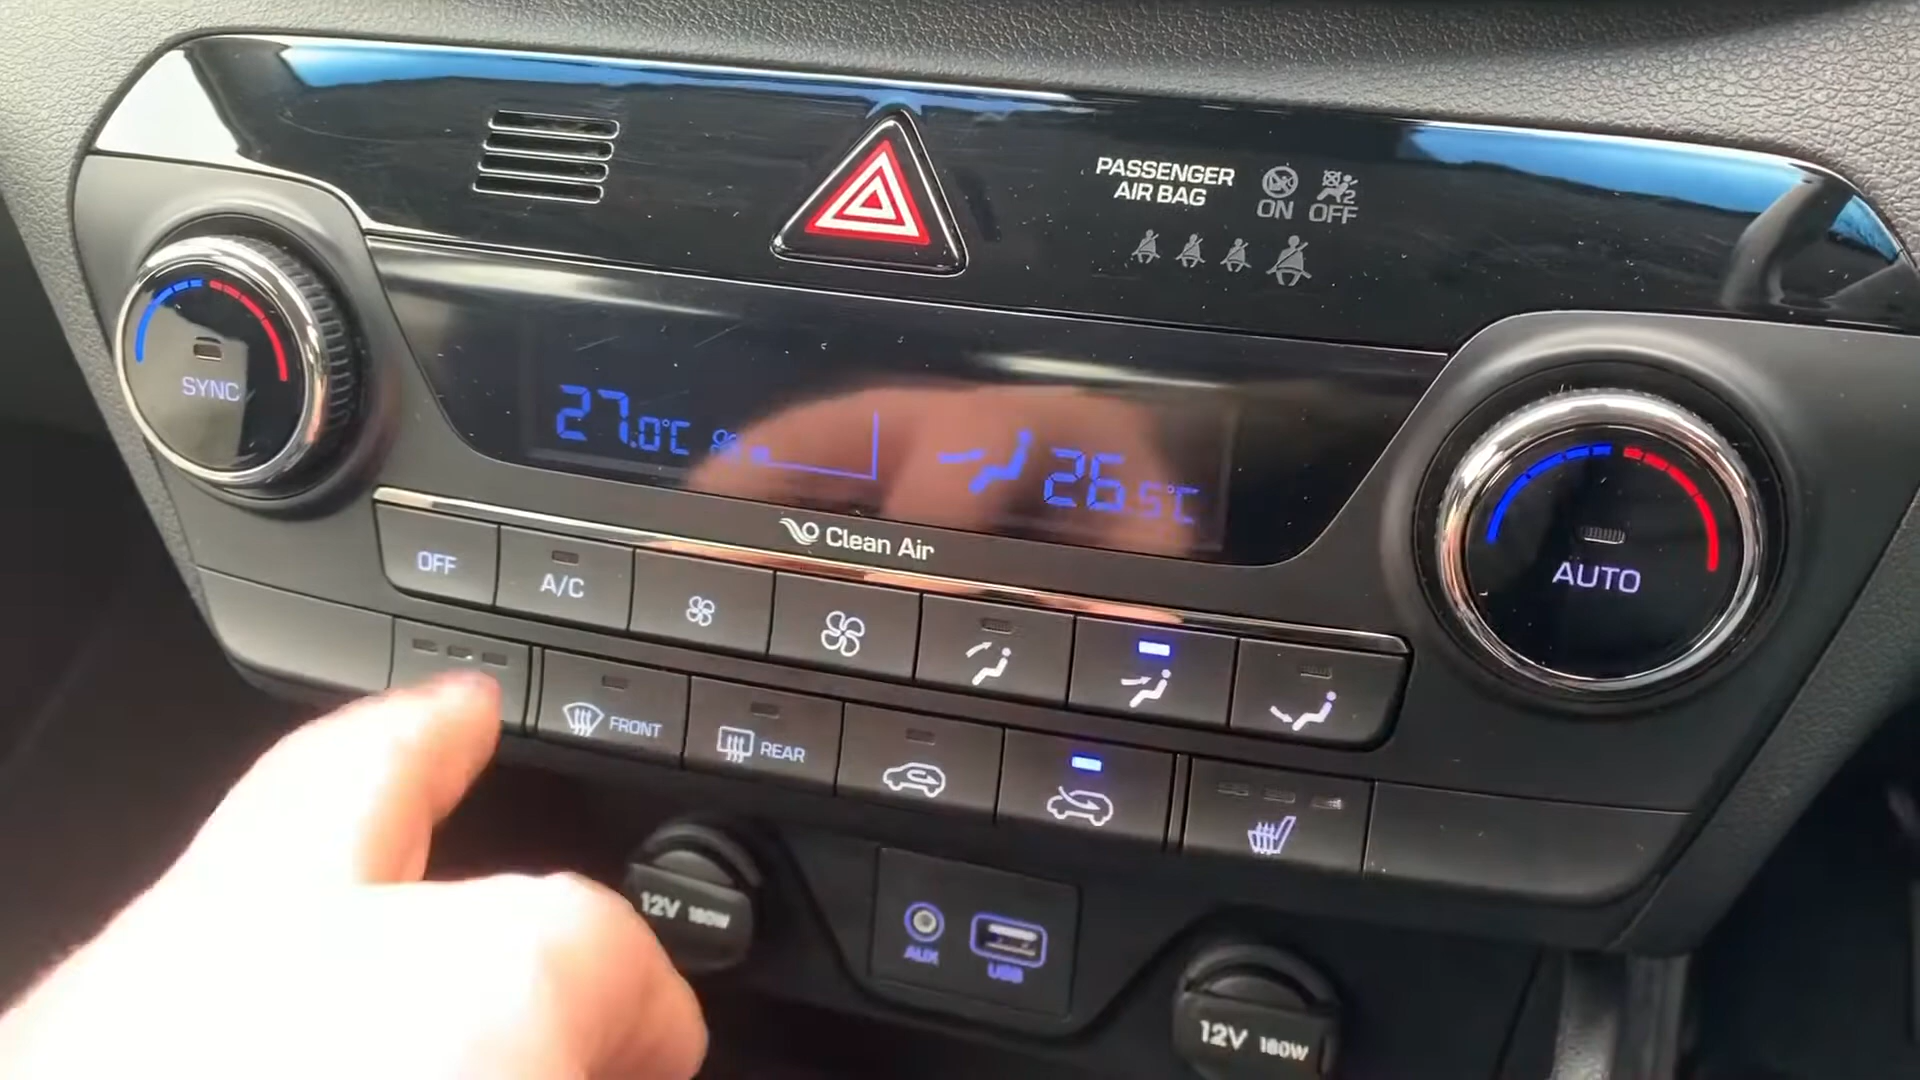 PASSENGER
AIR BAG
ON OFF
2
SYNC
27.0°C
26.5°C
Clean Air
AUTO
OFF
A/C
FRONT
REAR
12V 180W
AUX
USB
12V 180W